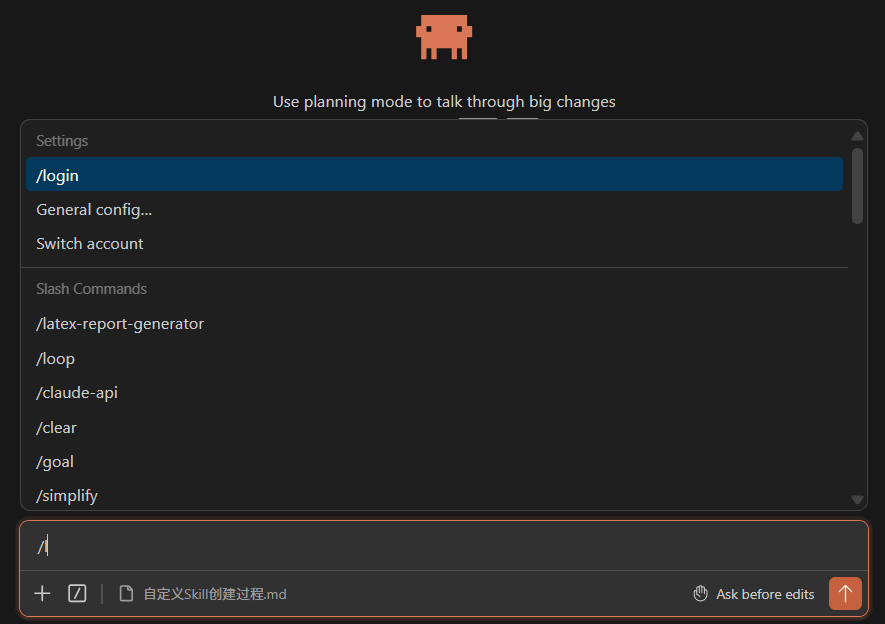 Use planning mode to talk through big changes
Settings
/login
General config...
Switch account
Slash Commands
/latex-report-generator
/loop
/claude-api
/clear
/goal
/simplify
/l
自定义Skill创建过程.md
Ask before edits